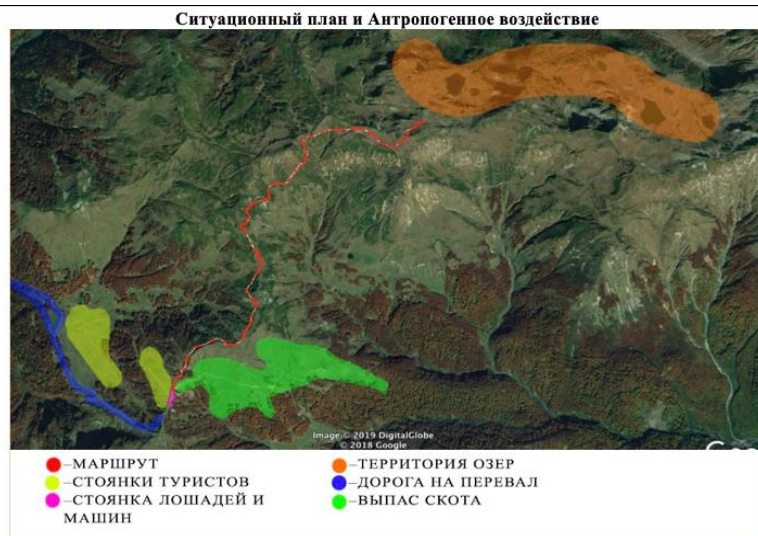 Ситуационный план и Антропогенное воздействие
Image © 2019 DigitalGlobe
© 2018 Google
–МАРШРУТ
–СТОЯНКИ ТУРИСТОВ
–СТОЯНКА ЛОШАДЕЙ И
МАШИН
–ТЕРРИТОРИЯ ОЗЕР
–ДОРОГА НА ПЕРЕВАЛ
–ВЫПАС СКОТА